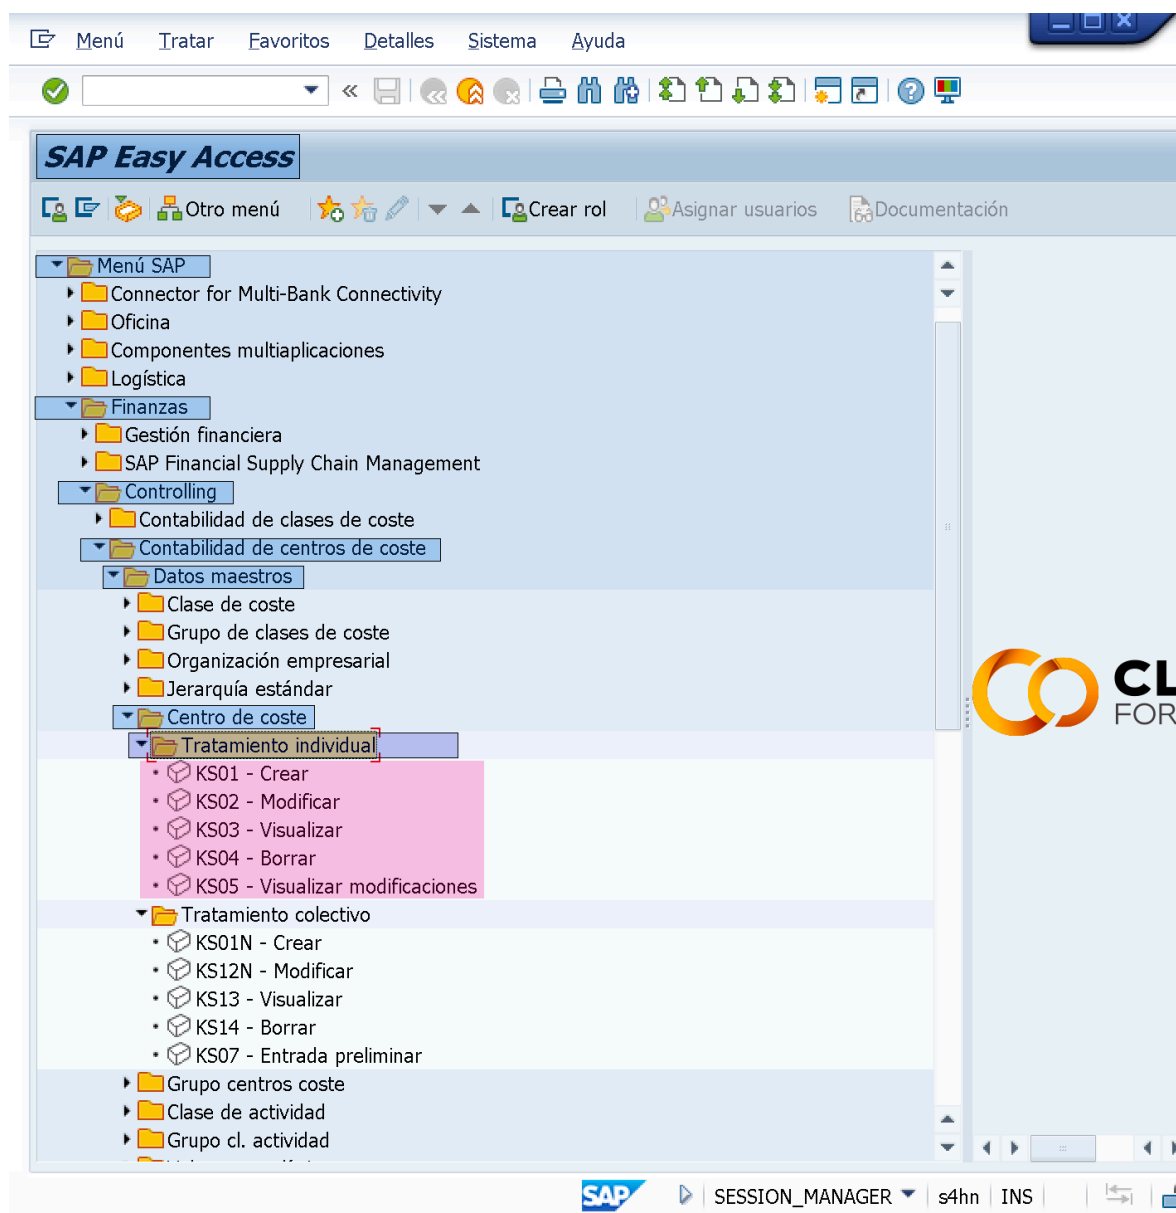 Menú Tratar Favoritos Detalles Sistema Ayuda
SAP Easy Access
Otro menú Crear rol Asignar usuarios Documentación
Menú SAP
Connector for Multi-Bank Connectivity
Oficina
Componentes multiaplicaciones
Logística
Finanzas
Gestión financiera
SAP Financial Supply Chain Management
Controlling
Contabilidad de clases de coste
Contabilidad de centros de coste
Datos maestros
Clase de coste
Grupo de clases de coste
Organización empresarial
Jerarquía estándar
CL
FOR
Centro de coste
Tratamiento individual
KS01 - Crear
KS02 - Modificar
KS03 - Visualizar
KS04 - Borrar
KS05 - Visualizar modificaciones
Tratamiento colectivo
KS01N - Crear
KS12N - Modificar
KS13 - Visualizar
KS14 - Borrar
KS07 - Entrada preliminar
Grupo centros coste
Clase de actividad
Grupo cl. actividad
SAP SESSION_MANAGER s4hn INS